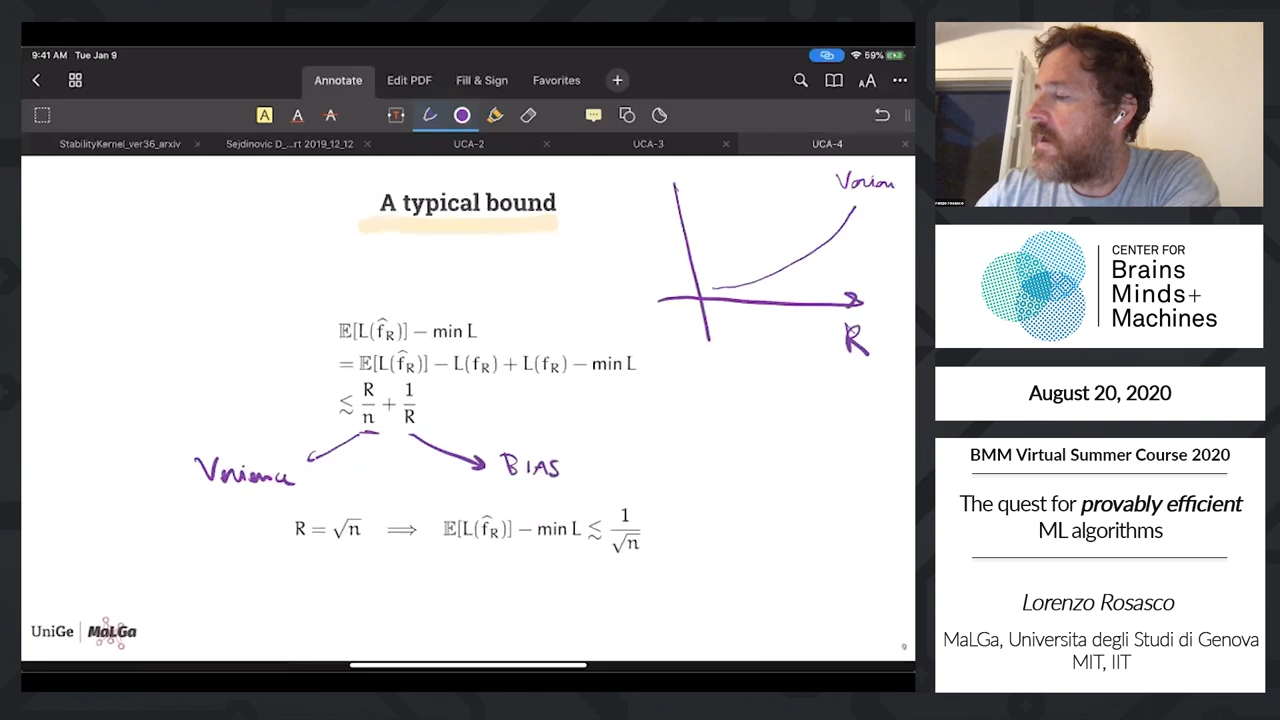 9:41 AM Tue Jan 9
59%
Annotate Edit PDF Fill & Sign Favorites
StabilityKernel_ver36_arxiv × Sejdinovic D_...rt 2019_12_12 × UCA-2 × UCA-3 × UCA-4 ×
A typical bound
R
𝔼[L(f̂_R)] − min L
= 𝔼[L(f̂_R)] − L(f_R) + L(f_R) − min L
≲ R/n + 1/R
Variance BIAS
R = √n ⟹ 𝔼[L(f̂_R)] − min L ≲ 1/√n
UniGe | MaLGa
9
CENTER FOR
Brains
Minds+
Machines
August 20, 2020
BMM Virtual Summer Course 2020
The quest for provably efficient
ML algorithms
Lorenzo Rosasco
MaLGa, Universita degli Studi di Genova
MIT, IIT